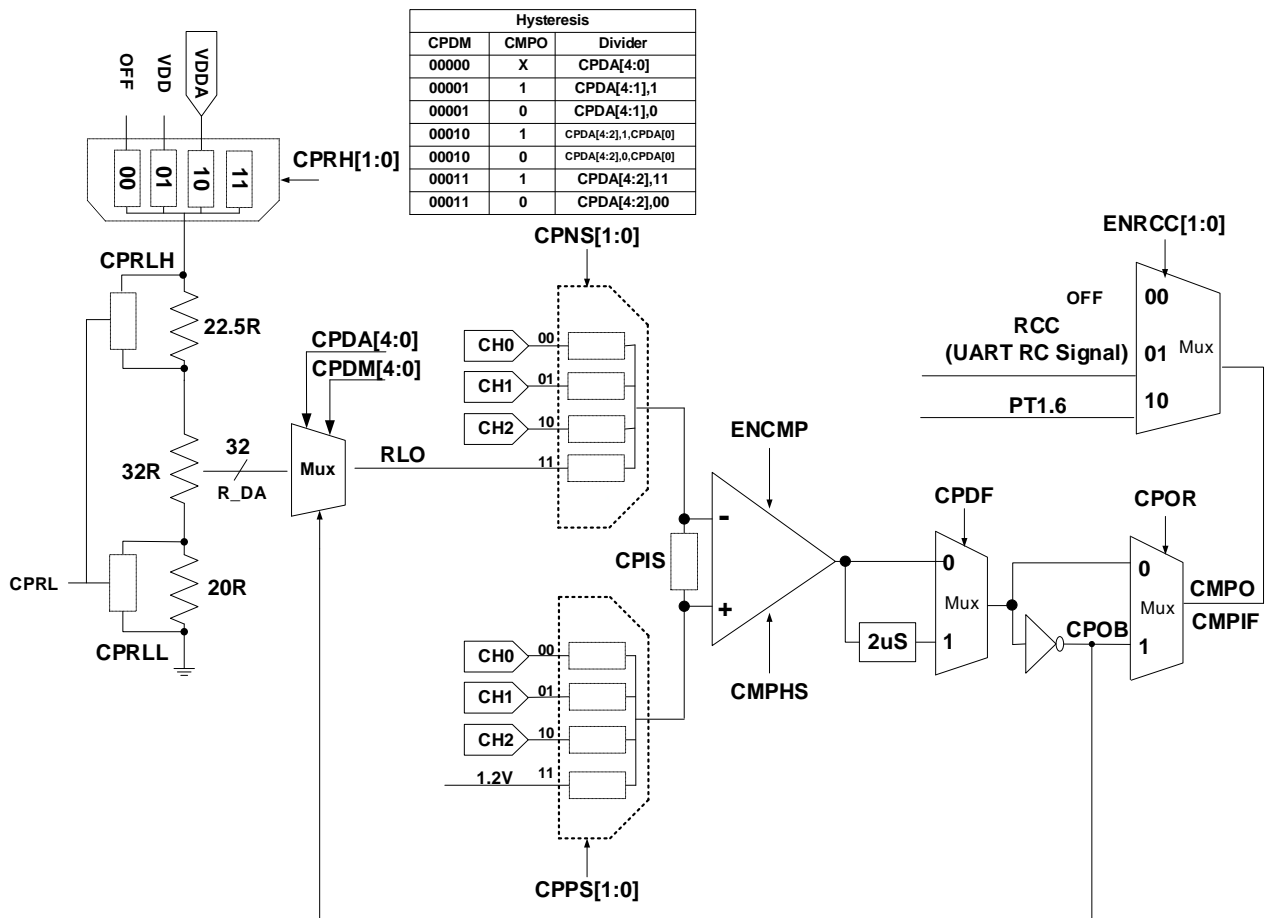 Hysteresis
CPDM CMPO Divider
00000 X CPDA[4:0]
00001 1 CPDA[4:1],1
00001 0 CPDA[4:1],0
00010 1 CPDA[4:2],1,CPDA[0]
00010 0 CPDA[4:2],0,CPDA[0]
00011 1 CPDA[4:2],11
00011 0 CPDA[4:2],00
OFF
VDD
VDDA
00
01
10
11
CPRH[1:0]
CPRLH
22.5R
32R
20R
CPRL
CPRLL
32
R_DA
CPDA[4:0]
CPDM[4:0]
Mux
RLO
CPNS[1:0]
CH0 00
CH1 01
CH2 10
11
CPIS
CH0 00
CH1 01
CH2 10
1.2V 11
CPPS[1:0]
ENCMP
-
+
CMPHS
2uS
CPDF
0
Mux
1
CPOB
CPOR
0
Mux
1
CMPO
CMPIF
ENRCC[1:0]
OFF 00
RCC
(UART RC Signal) 01
Mux
PT1.6 10